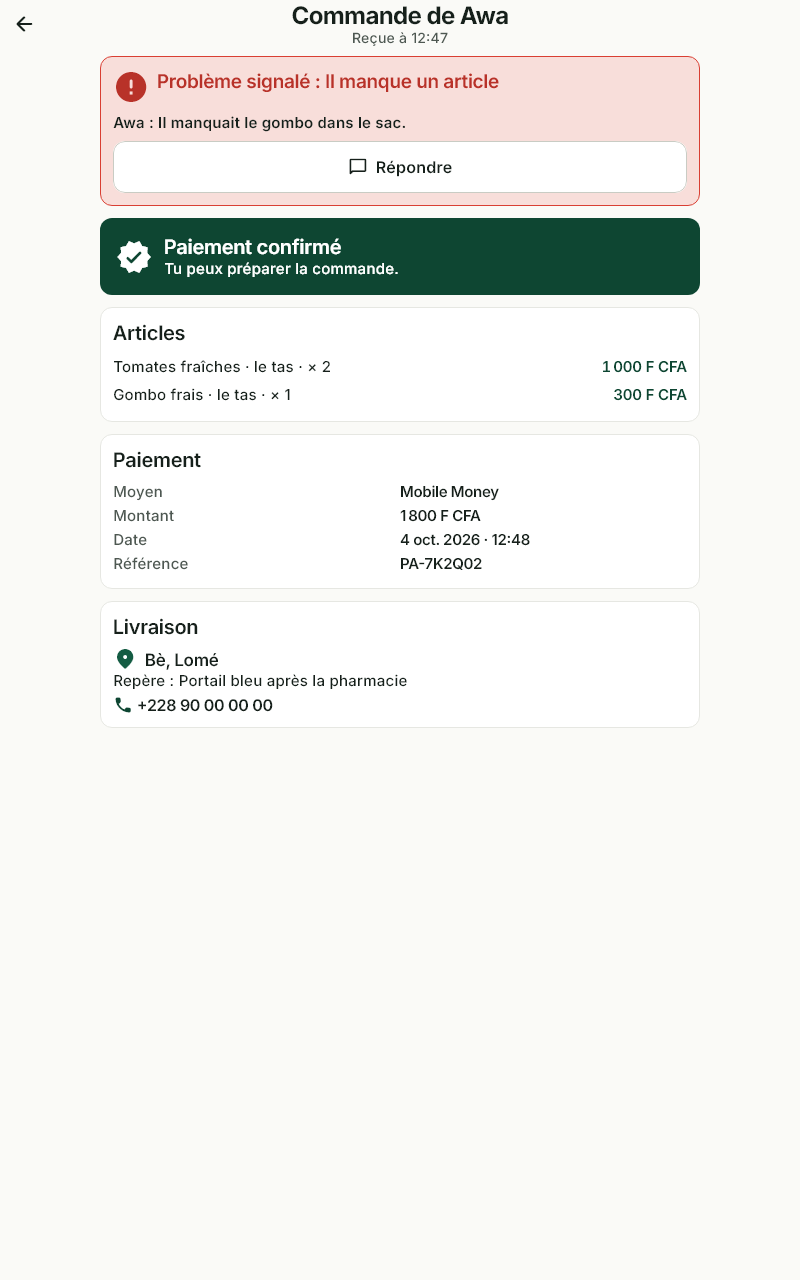 Commande de Awa
Reçue à 12:47
Problème signalé : Il manque un article
Awa : Il manquait le gombo dans le sac.
Répondre
Paiement confirmé
Tu peux préparer la commande.
Articles
Tomates fraîches · le tas · × 2 1 000 F CFA
Gombo frais · le tas · × 1 300 F CFA
Paiement
Moyen Mobile Money
Montant 1 800 F CFA
Date 4 oct. 2026 · 12:48
Référence PA-7K2Q02
Livraison
Bè, Lomé
Repère : Portail bleu après la pharmacie
+228 90 00 00 00